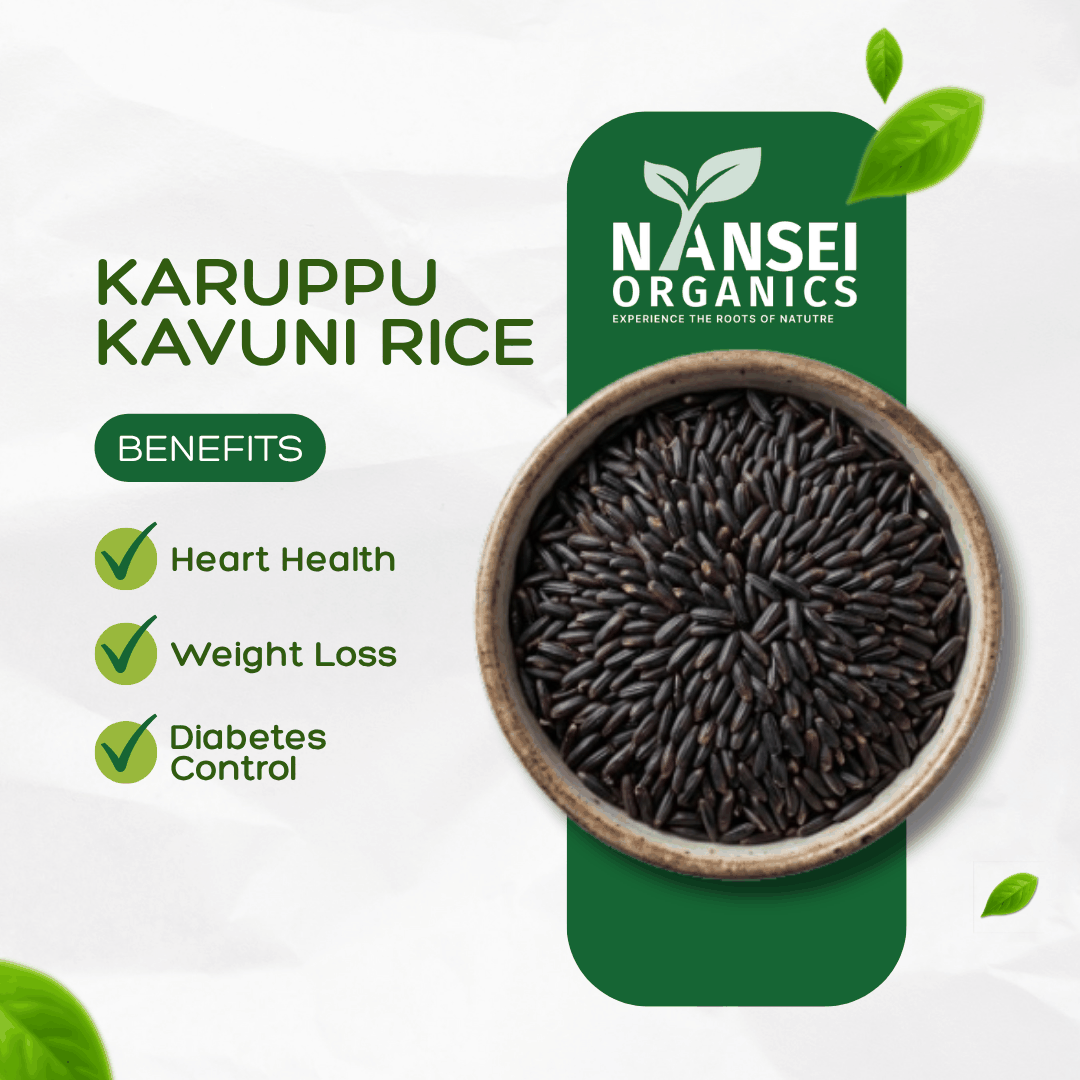 NANSEI
ORGANICS
EXPERIENCE THE ROOTS OF NATUTRE
KARUPPU
KAVUNI RICE
BENEFITS
Heart Health
Weight Loss
Diabetes
Control